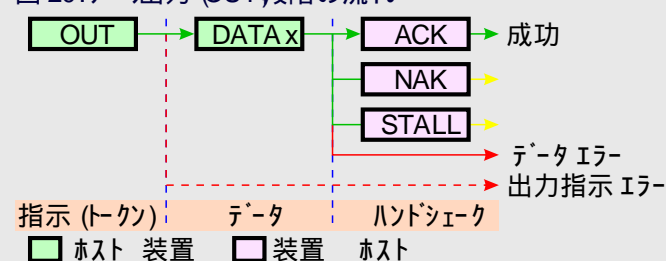 OUT DATAx ACK 成功
NAK
STALL
データ エラー
出力指示 エラー
指示 (トークン) データ ハンドシェーク
ホスト 装置 装置 ホスト